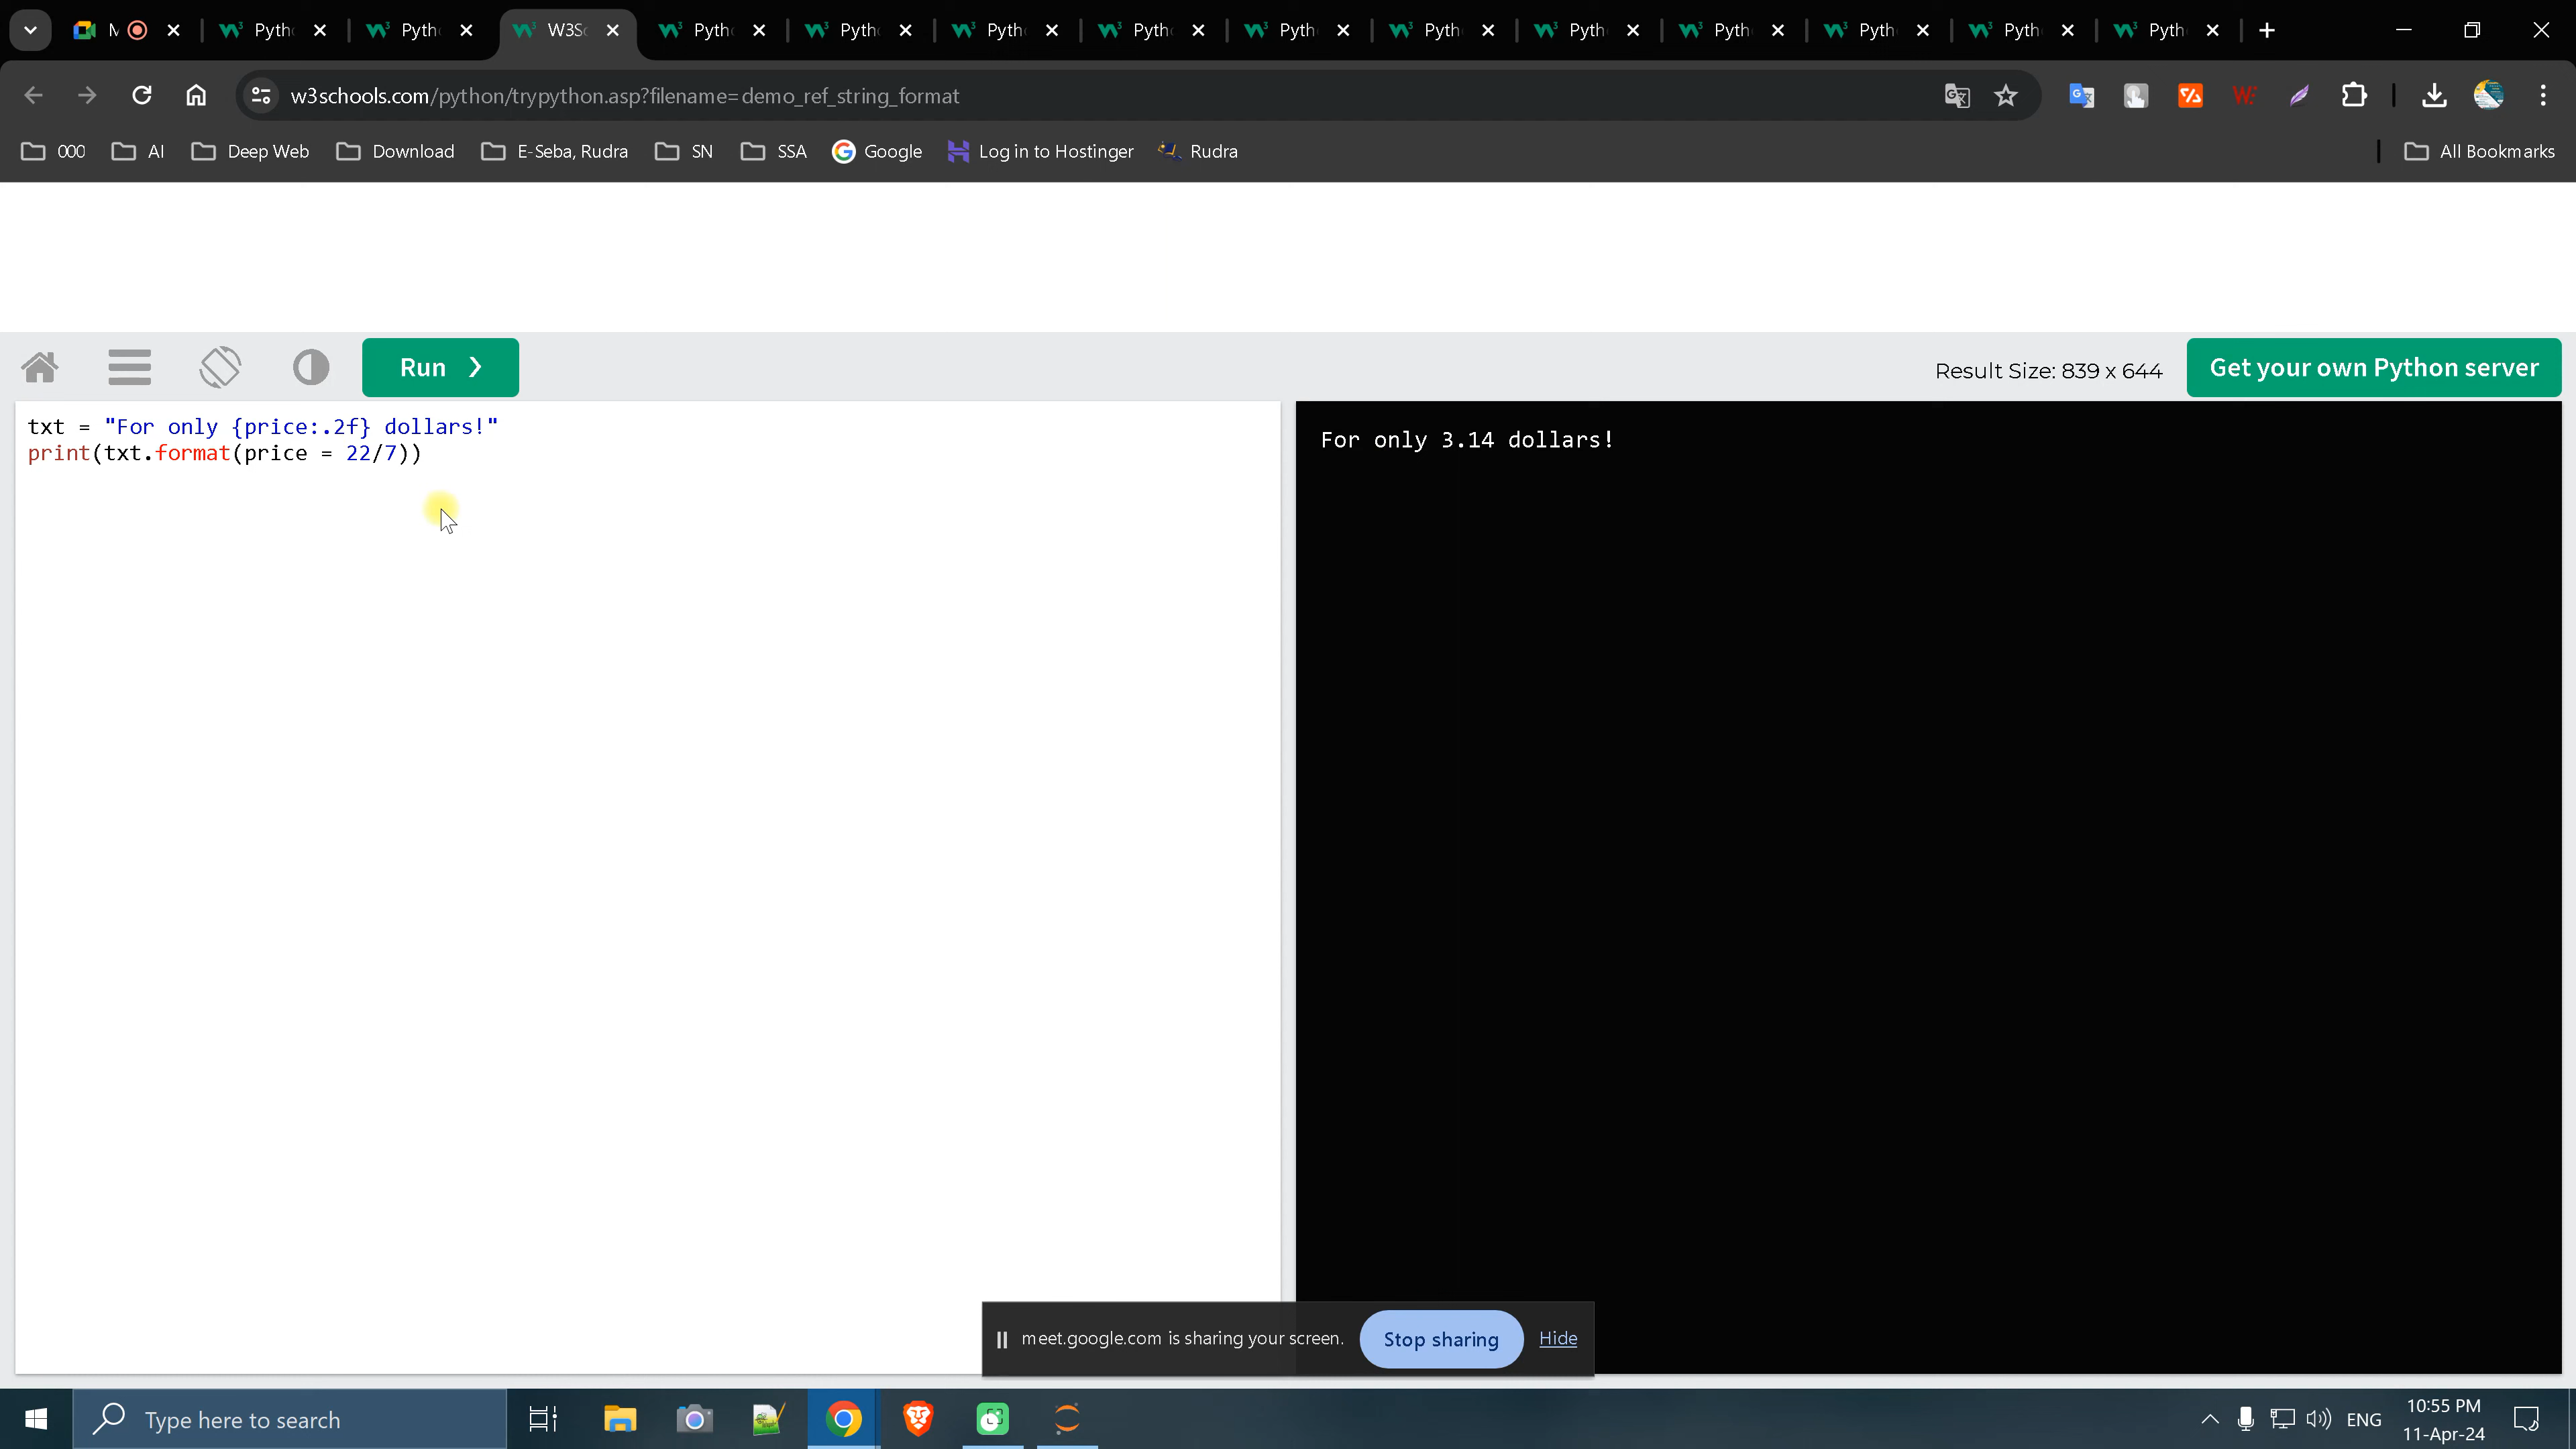 M
Pyth
Pyth
W3Sc
Pyth
Pyth
Pyth
Pyth
Pyth
Pyth
Pyth
Pyth
Pyth
Pyth
Pyth
w3schools.com/python/trypython.asp?filename=demo_ref_string_format
000
AI
Deep Web
Download
E-Seba, Rudra
SN
SSA
Google
Log in to Hostinger
Rudra
All Bookmarks
Run ❯
Result Size: 839 x 644
Get your own Python server
txt = "For only {price:.2f} dollars!"
print(txt.format(price = 22/7))
For only 3.14 dollars!
meet.google.com is sharing your screen.
Stop sharing
Hide
Type here to search
ENG
10:55 PM
11-Apr-24